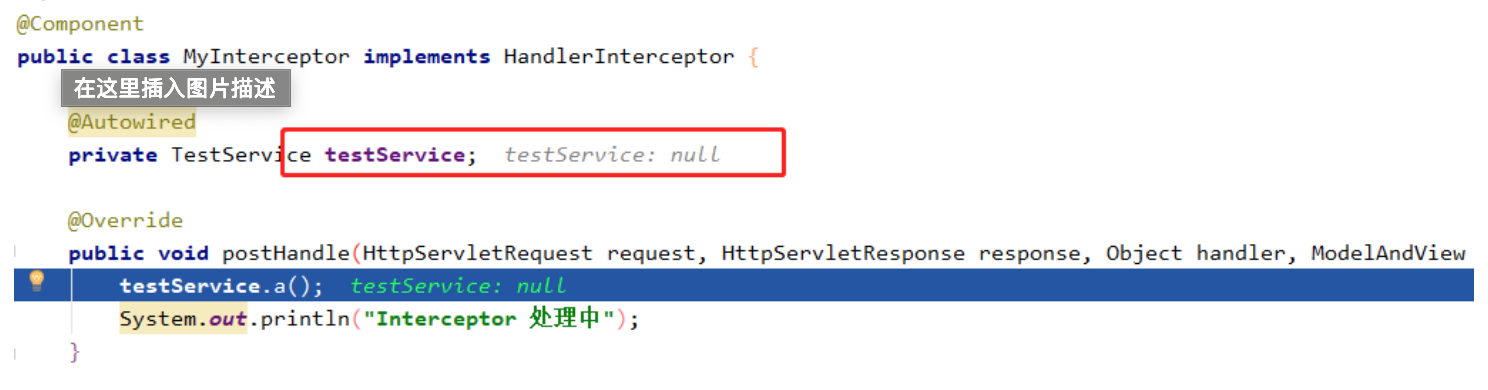 @Component
public class MyInterceptor implements HandlerInterceptor {
在这里插入图片描述
@Autowired
private TestService testService; testService: null
@Override
public void postHandle(HttpServletRequest request, HttpServletResponse response, Object handler, ModelAndView
testService.a(); testService: null
System.out.println("Interceptor 处理中");
}